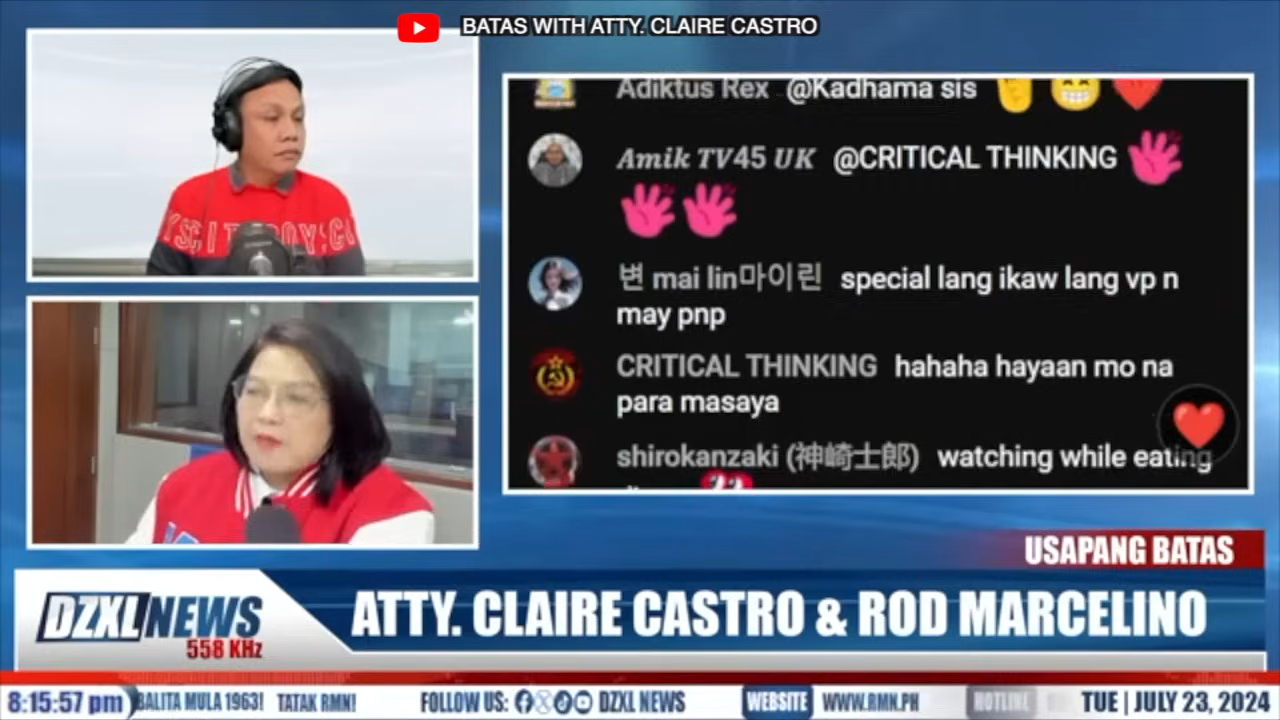 BATAS WITH ATTY. CLAIRE CASTRO
Adiktus Rex @Kadhama sis
Amik TV45 UK @CRITICAL THINKING
변 mai lin마이린 special lang ikaw lang vp n
may pnp
CRITICAL THINKING hahaha hayaan mo na
para masaya
shirokanzaki (神崎士郎) watching while eating
USAPANG BATAS
DZXL NEWS
558 KHz
ATTY. CLAIRE CASTRO & ROD MARCELINO
8:15:57 pm BALITA MULA 1963! TATAK RMN! FOLLOW US: DZXL NEWS WEBSITE WWW.RMN.PH HOTLINE TUE | JULY 23, 2024